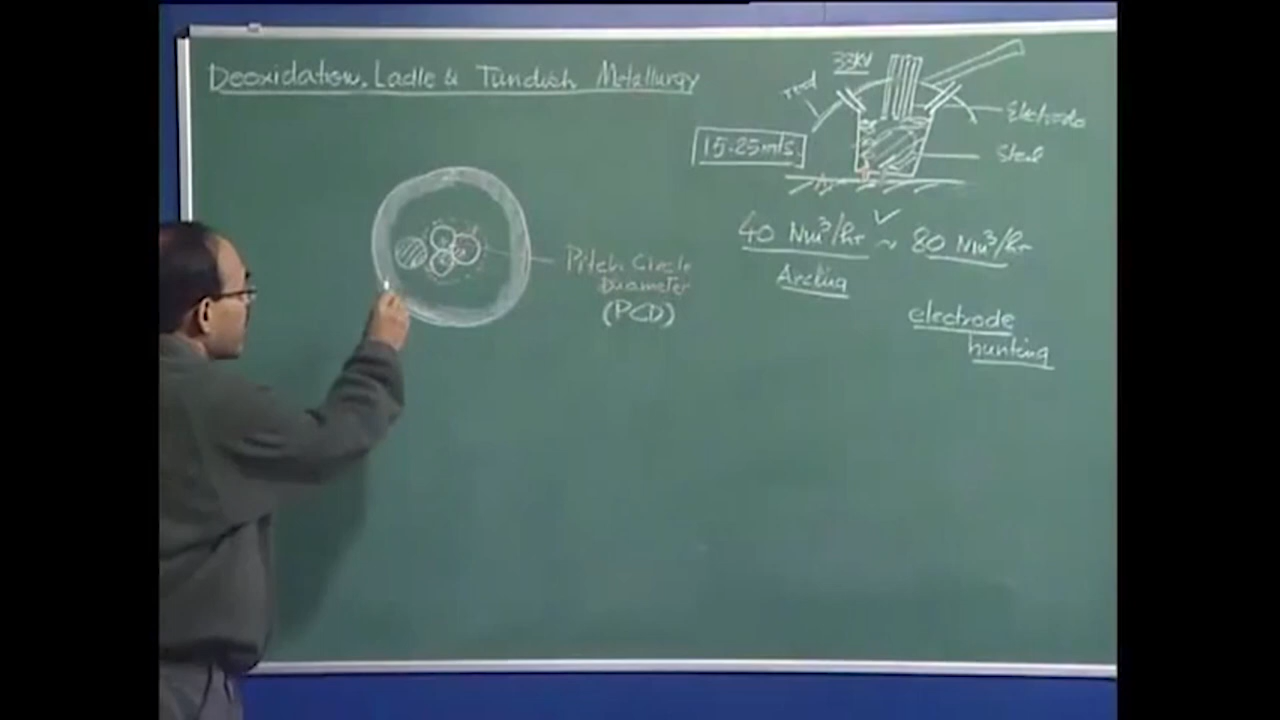 Deoxidation, Ladle & Tundish Metallurgy
33kV
Electrode
15.25 mts.
Steel
40 Nm³/hr ~ 80 Nm³/hr
Arcing
Pitch Circle
Diameter
(PCD)
electrode
hunting